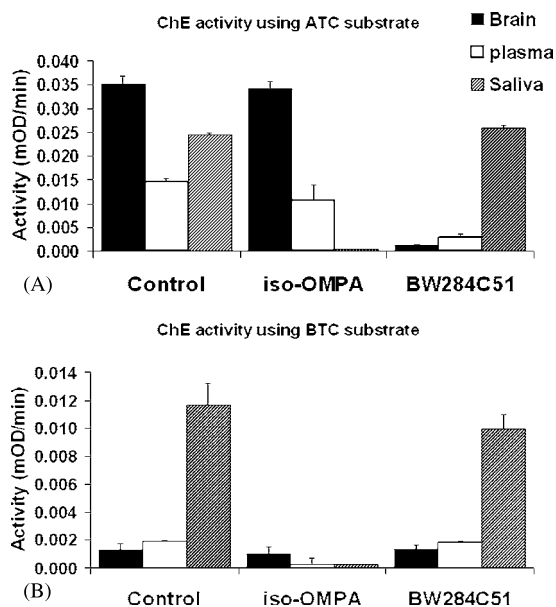 ChE activity using ATC substrate
Brain
plasma
Saliva
Activity (mOD/min)
0.040
0.035
0.030
0.025
0.020
0.015
0.010
0.005
0.000
(A)
Control iso-OMPA BW284C51
ChE activity using BTC substrate
Activity (mOD/min)
0.014
0.012
0.010
0.008
0.006
0.004
0.002
0.000
(B)
Control iso-OMPA BW284C51